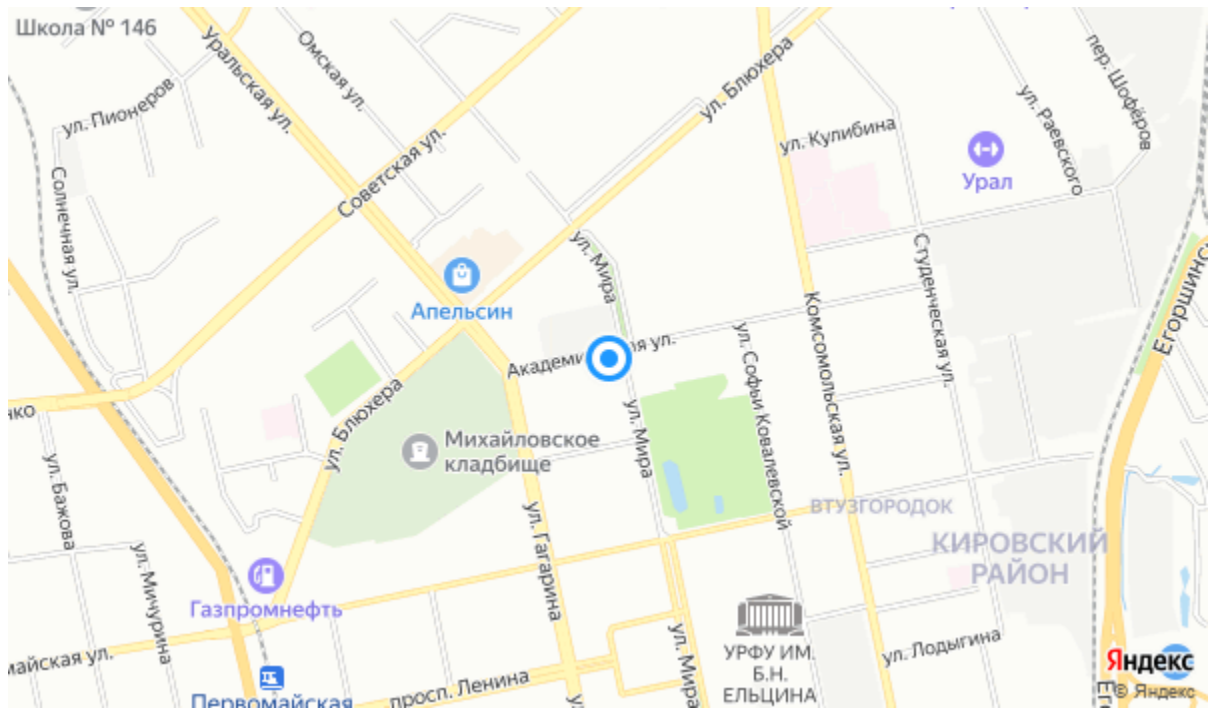 Школа № 146
Уральская ул.
Омская ул.
ул. Блюхера
пер. Шофёров
ул. Пионеров
ул. Раевского
ул. Кулибина
Советская ул.
Урал
Солнечная ул.
ул. Мира
Студенческая ул.
Апельсин
Комсомольская ул.
ул. Софьи Ковалевской
ул. Блюхера
ул. Мира
Михайловское
кладбище
ул. Бажова
ВТУЗГОРОДОК
ул. Гагарина
КИРОВСКИЙ
РАЙОН
ул. Мичурина
Газпромнефть
ул. Мира
УРФУ ИМ.
Б.Н.
ЕЛЬЦИНА
ул. Лодыгина
просп. Ленина
Первомайская
Яндекс
© Яндекс